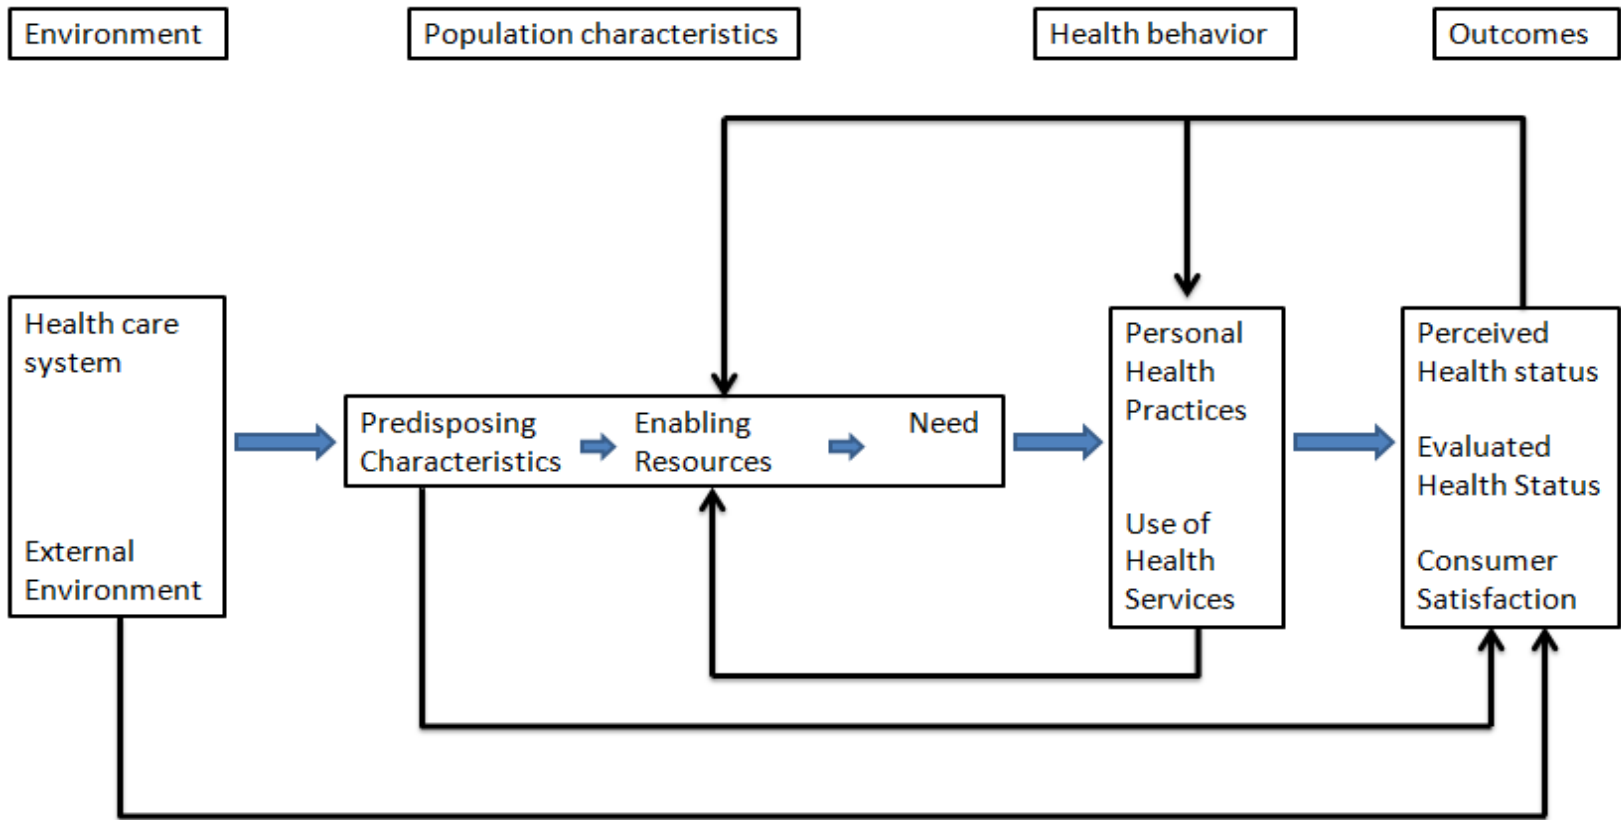 Environment
Population characteristics
Health behavior
Outcomes
Health care
system
External
Environment
Predisposing
Characteristics
Enabling
Resources
Need
Personal
Health
Practices
Use of
Health
Services
Perceived
Health status
Evaluated
Health Status
Consumer
Satisfaction